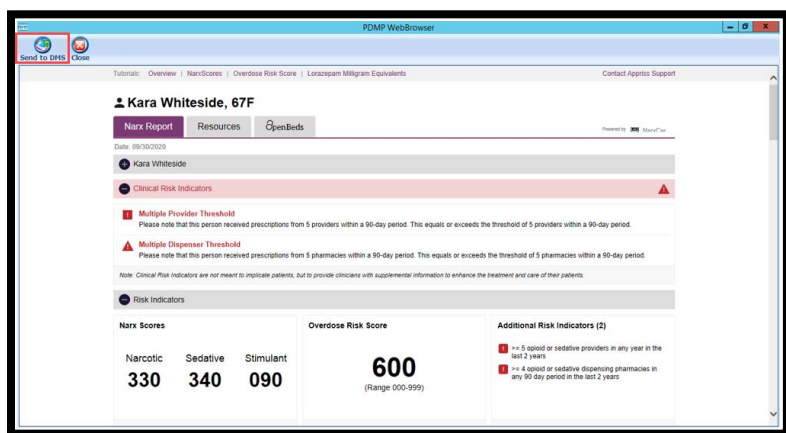 PDMP WebBrowser
Send to DMS Close
Tutorials: Overview | NarxScores | Overdose Risk Score | Lorazepam Milligram Equivalents Contact Appriss Support
Kara Whiteside, 67F
Narx Report Resources OpenBeds
Powered by NarxCare
Date: 09/30/2020
Kara Whiteside
Clinical Risk Indicators
Multiple Provider Threshold
Please note that this person received prescriptions from 5 providers within a 90-day period. This equals or exceeds the threshold of 5 providers within a 90-day period.
Multiple Dispenser Threshold
Please note that this person received prescriptions from 5 pharmacies within a 90-day period. This equals or exceeds the threshold of 5 pharmacies within a 90-day period.
Note: Clinical Risk Indicators are not meant to implicate patients, but to provide clinicians with supplemental information to enhance the treatment and care of their patients.
Risk Indicators
Narx Scores Overdose Risk Score Additional Risk Indicators (2)
>= 5 opioid or sedative providers in any year in the
last 2 years
Narcotic Sedative Stimulant
330 340 090
600
(Range 000-999)
>= 4 opioid or sedative dispensing pharmacies in
any 90 day period in the last 2 years